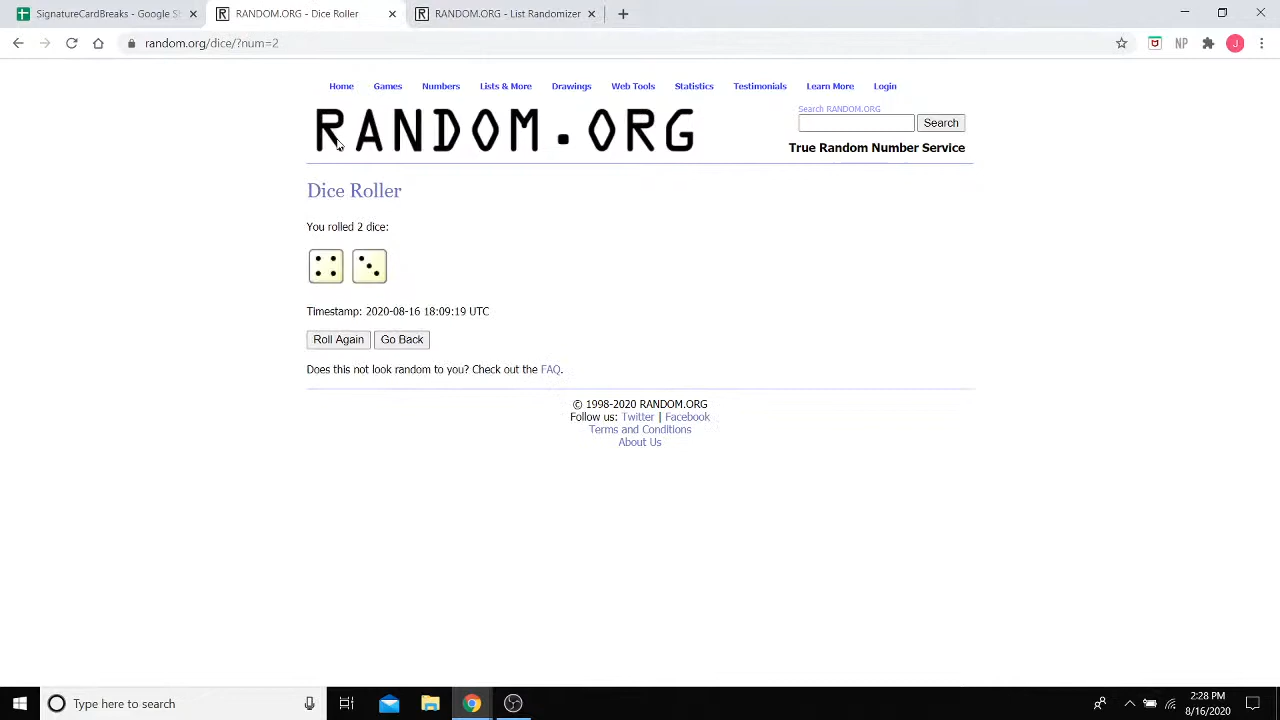 SignatureCardBreaks - Google S
RANDOM.ORG - Dice Roller
RANDOM.ORG - List Randomizer
random.org/dice/?num=2
NP
J
Home Games Numbers Lists & More Drawings Web Tools Statistics Testimonials Learn More Login
RANDOM.ORG
Search RANDOM.ORG
Search
True Random Number Service
Dice Roller
You rolled 2 dice:
Timestamp: 2020-08-16 18:09:19 UTC
Roll Again Go Back
Does this not look random to you? Check out the FAQ.
© 1998-2020 RANDOM.ORG
Follow us: Twitter | Facebook
Terms and Conditions
About Us
Type here to search
2:28 PM
8/16/2020